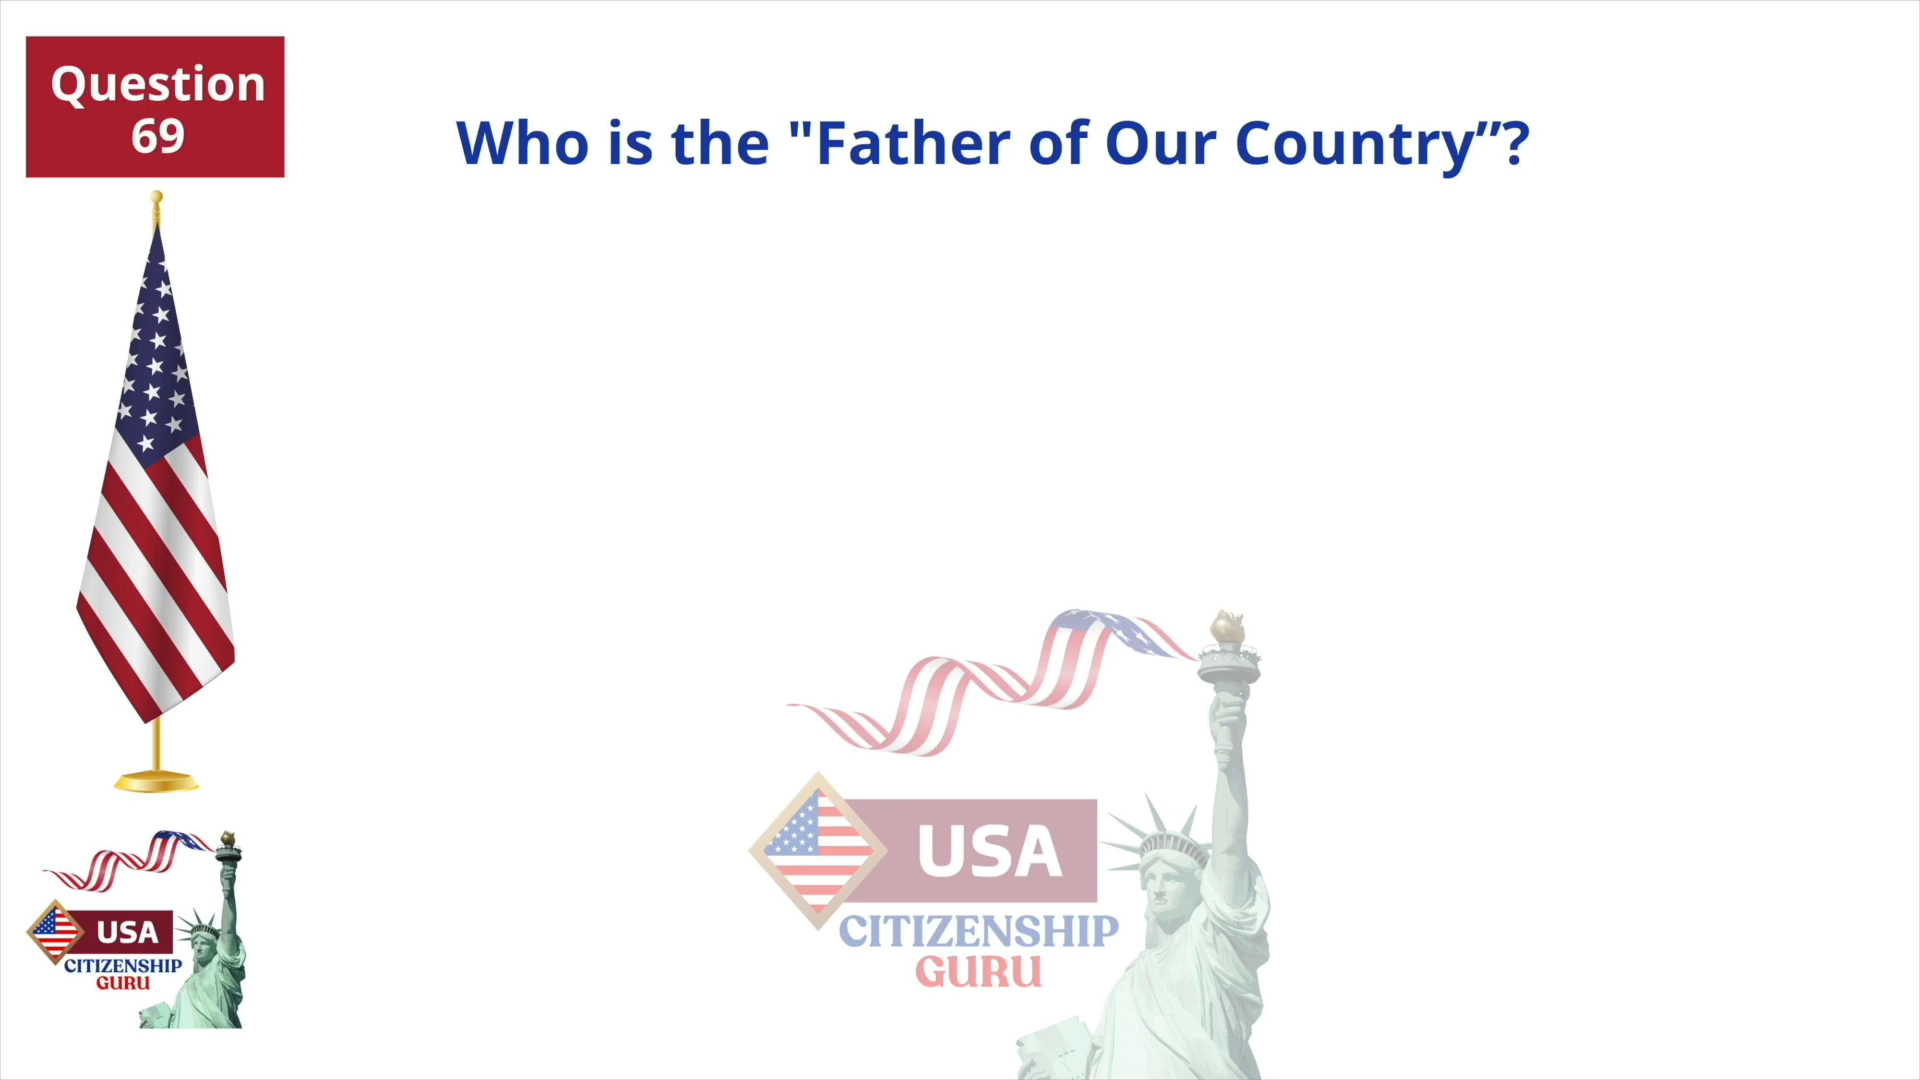 Question
69
Who is the "Father of Our Country”?
USA
CITIZENSHIP
GURU
USA
CITIZENSHIP
GURU